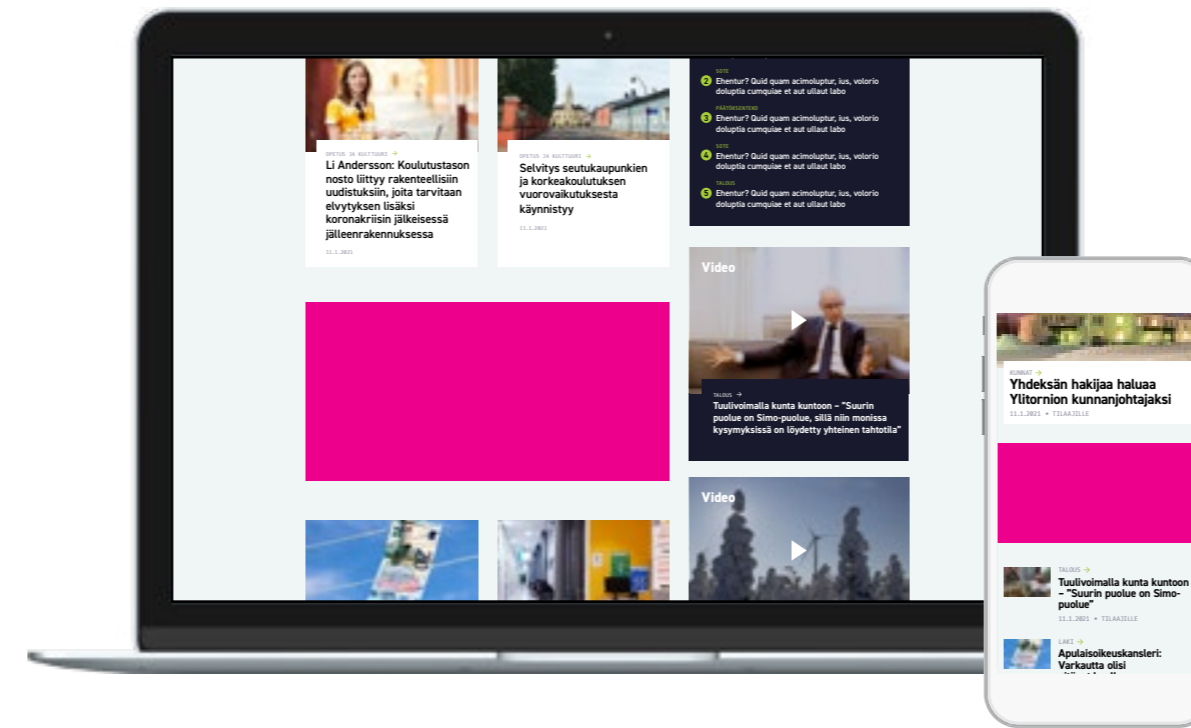 OPETUS JA KULTTUURI →
Li Andersson: Koulutustason
nosto liittyy rakenteellisiin
uudistuksiin, joita tarvitaan
elvytyksen lisäksi
koronakriisin jälkeisessä
jälleenrakennuksessa
11.1.2021
OPETUS JA KULTTUURI →
Selvitys seutukaupunkien
ja korkeakoulutuksen
vuorovaikutuksesta
käynnistyy
11.1.2021
SOTE
2 Ehentur? Quid quam acimoluptur, ius, volorio
doluptia cumquiae et aut ullaut labo
PÄÄTÖKSENTEKO
3 Ehentur? Quid quam acimoluptur, ius, volorio
doluptia cumquiae et aut ullaut labo
SOTE
4 Ehentur? Quid quam acimoluptur, ius, volorio
doluptia cumquiae et aut ullaut labo
TALOUS
5 Ehentur? Quid quam acimoluptur, ius, volorio
doluptia cumquiae et aut ullaut labo
Video
TALOUS →
Tuulivoimalla kunta kuntoon – "Suurin
puolue on Simo-puolue, sillä niin monissa
kysymyksissä on löydetty yhteinen tahtotila"
Video
KUNNAT →
Yhdeksän hakijaa haluaa
Ylitornion kunnanjohtajaksi
11.1.2021 • TILAAJILLE
TALOUS →
Tuulivoimalla kunta kuntoon
– "Suurin puolue on Simo-
puolue"
11.1.2021 • TILAAJILLE
LAKI →
Apulaisoikeuskansleri:
Varkautta olisi